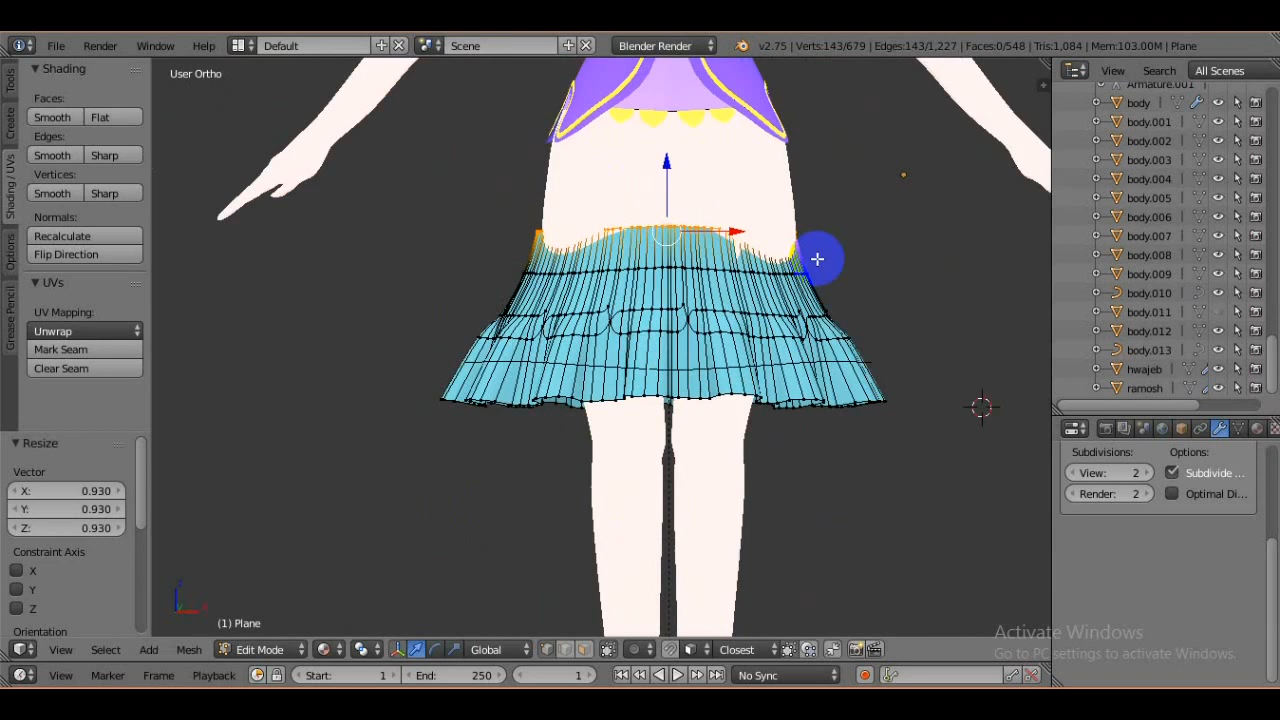 File Render Window Help Default Scene Blender Render v2.75 | Verts:143/679 | Edges:143/1,227 | Faces:0/548 | Tris:1,084 | Mem:103.00M | Plane
Tools
Create
Shading / UVs
Options
Grease Pencil
Shading
Faces:
Smooth Flat
Edges:
Smooth Sharp
Vertices:
Smooth Sharp
Normals:
Recalculate
Flip Direction
UVs
UV Mapping:
Unwrap
Mark Seam
Clear Seam
Resize
Vector
X: 0.930
Y: 0.930
Z: 0.930
Constraint Axis
X
Y
Z
Orientation
User Ortho
(1) Plane
View Search All Scenes
Armature.001
body
body.001
body.002
body.003
body.004
body.005
body.006
body.007
body.008
body.009
body.010
body.011
body.012
body.013
hwajeb
ramosh
Subdivisions: Options:
View: 2 Subdivide ...
Render: 2 Optimal Di...
Activate Windows
Go to PC settings to activate Windows.
View Select Add Mesh Edit Mode Global Closest
View Marker Frame Playback Start: 1 End: 250 1 No Sync